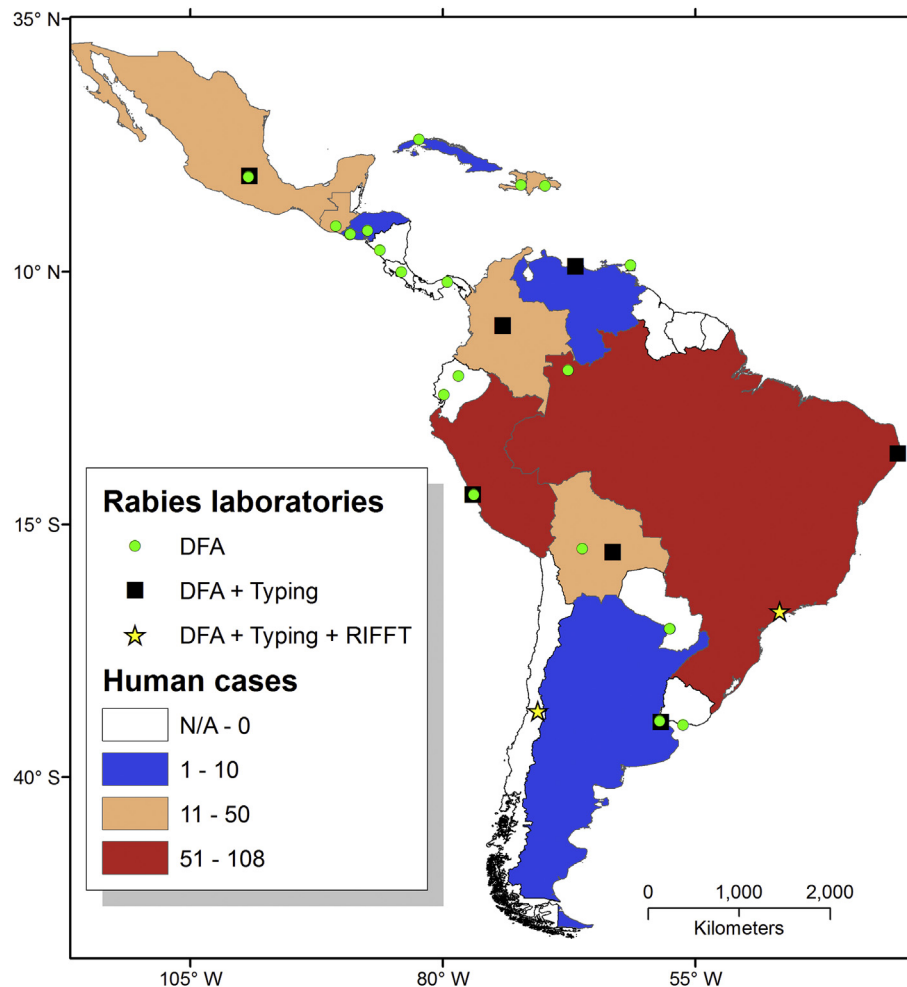 35° N
10° N
15° S
40° S
Rabies laboratories
DFA
DFA + Typing
DFA + Typing + RIFFT
Human cases
N/A - 0
1 - 10
11 - 50
51 - 108
0 1,000 2,000
Kilometers
105° W 80° W 55° W